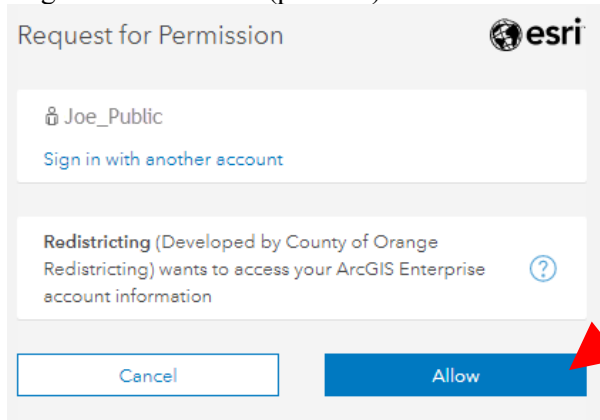 Request for Permission
esri
Joe_Public
Sign in with another account
Redistricting (Developed by County of Orange
Redistricting) wants to access your ArcGIS Enterprise
account information
?
Cancel
Allow